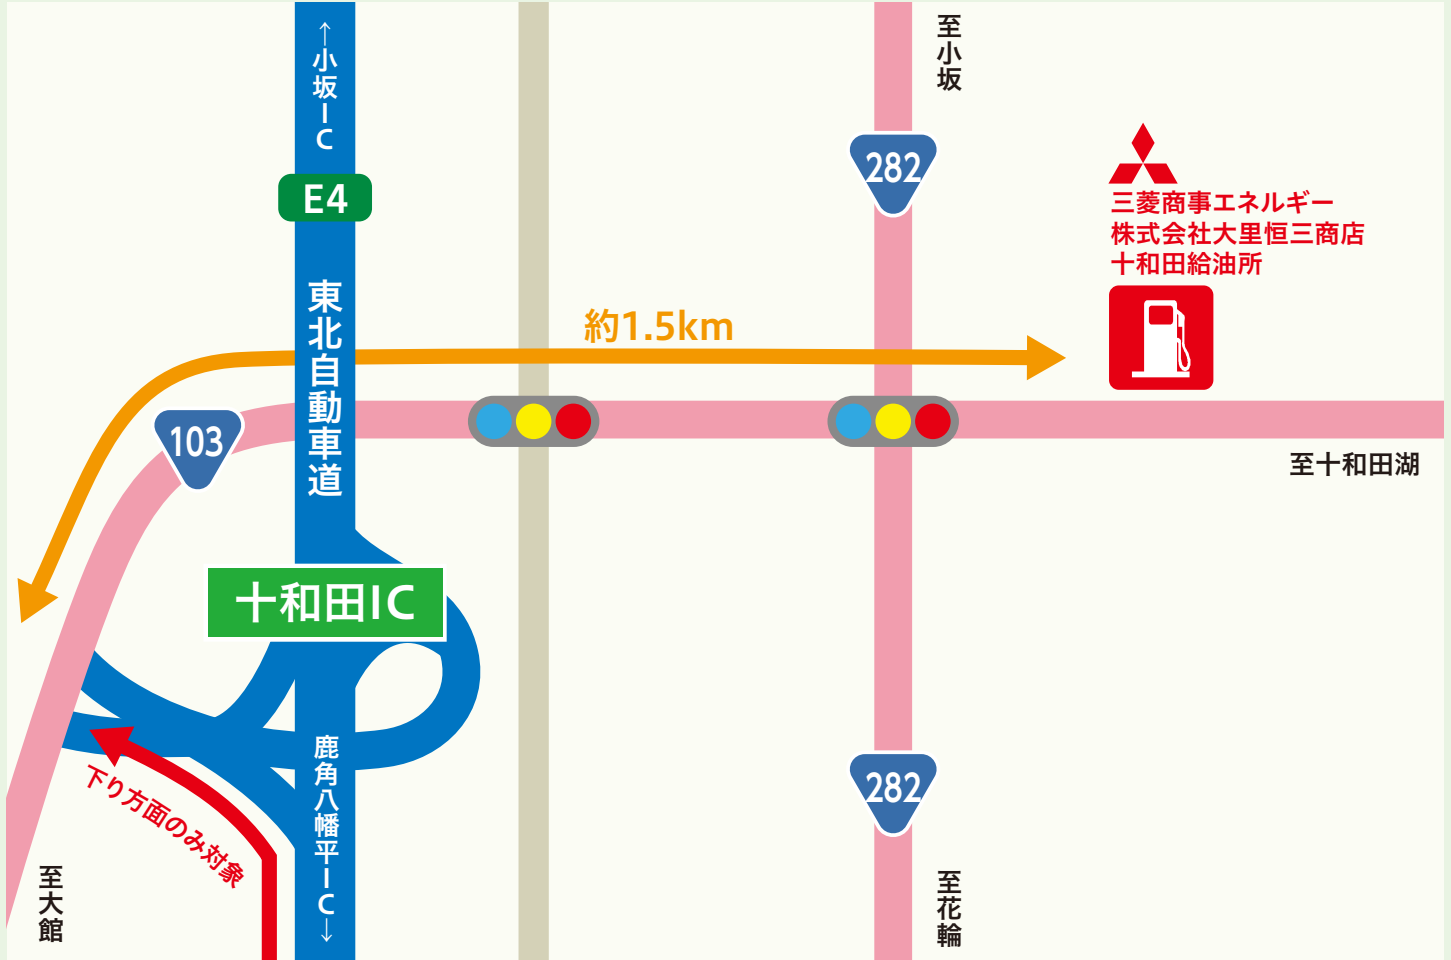 ↑小坂IC
E4
東北自動車道
至小坂
282
三菱商事エネルギー
株式会社大里恒三商店
十和田給油所
約1.5km
103
至十和田湖
十和田IC
下り方面のみ対象
鹿角八幡平IC↓
282
至大館
至花輪